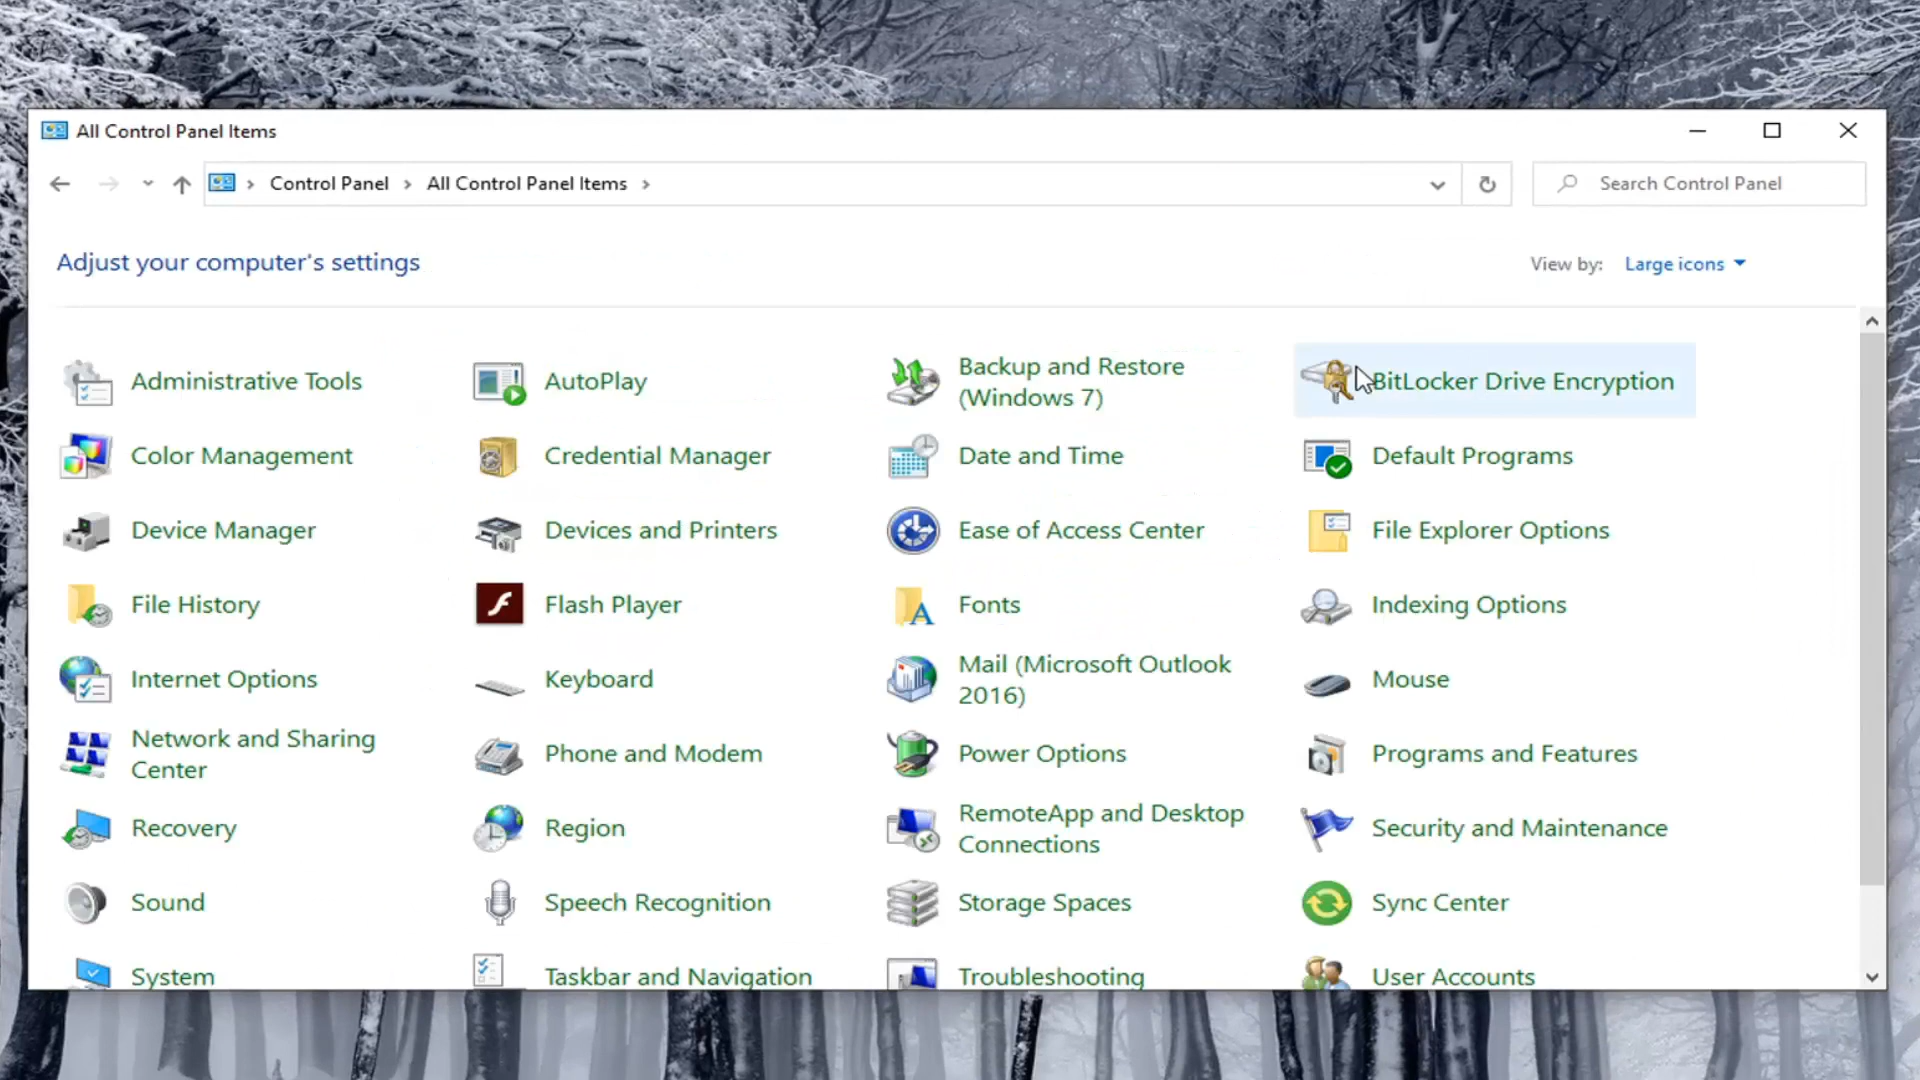 All Control Panel Items
Control Panel All Control Panel Items
Search Control Panel
Adjust your computer's settings
View by: Large icons
Administrative Tools
AutoPlay
Backup and Restore
(Windows 7)
BitLocker Drive Encryption
Color Management
Credential Manager
Date and Time
Default Programs
Device Manager
Devices and Printers
Ease of Access Center
File Explorer Options
File History
Flash Player
Fonts
Indexing Options
Internet Options
Keyboard
Mail (Microsoft Outlook
2016)
Mouse
Network and Sharing
Center
Phone and Modem
Power Options
Programs and Features
Recovery
Region
RemoteApp and Desktop
Connections
Security and Maintenance
Sound
Speech Recognition
Storage Spaces
Sync Center
System
Taskbar and Navigation
Troubleshooting
User Accounts